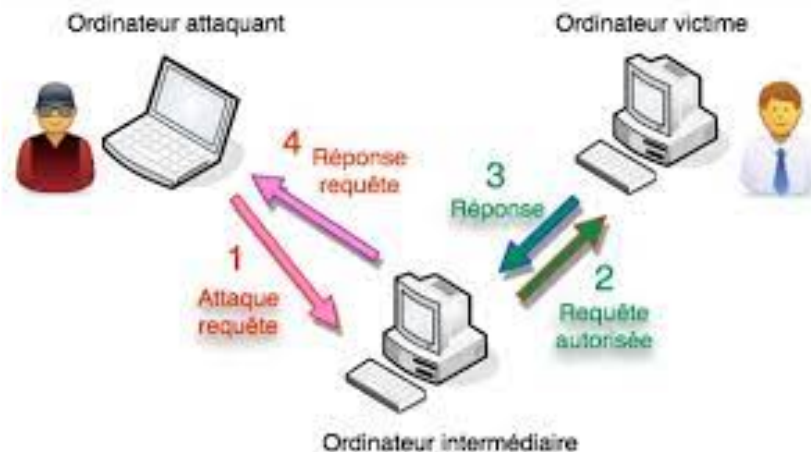 Ordinateur attaquant
Ordinateur victime
4
Réponse
requête
3
Réponse
1
Attaque
requête
2
Requête
autorisée
Ordinateur intermédiaire